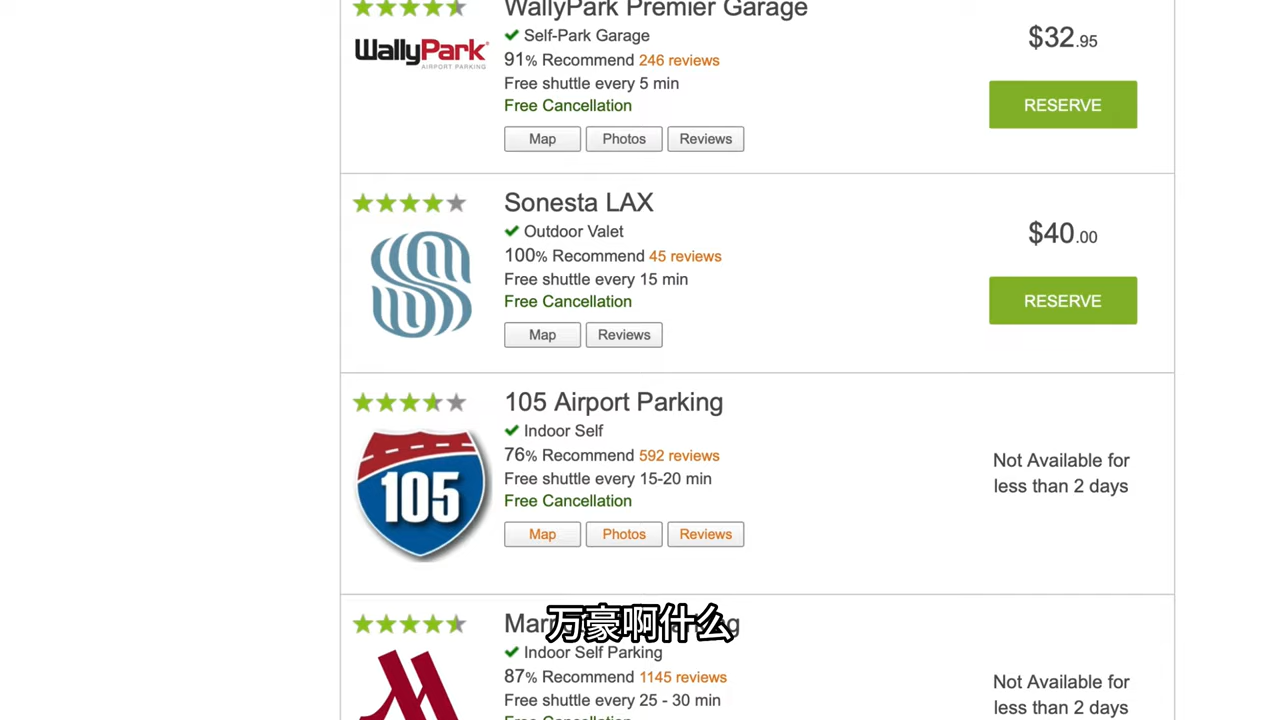 WallyPark Premier Garage
WallyPark
AIRPORT PARKING
Self-Park Garage
91% Recommend 246 reviews
Free shuttle every 5 min
Free Cancellation
Map Photos Reviews
$32.95
RESERVE
Sonesta LAX
Outdoor Valet
100% Recommend 45 reviews
Free shuttle every 15 min
Free Cancellation
Map Reviews
$40.00
RESERVE
105 Airport Parking
105
Indoor Self
76% Recommend 592 reviews
Free shuttle every 15-20 min
Free Cancellation
Map Photos Reviews
Not Available for
less than 2 days
万豪啊什么
Indoor Self Parking
87% Recommend 1145 reviews
Free shuttle every 25 - 30 min
Free Cancellation
Not Available for
less than 2 days